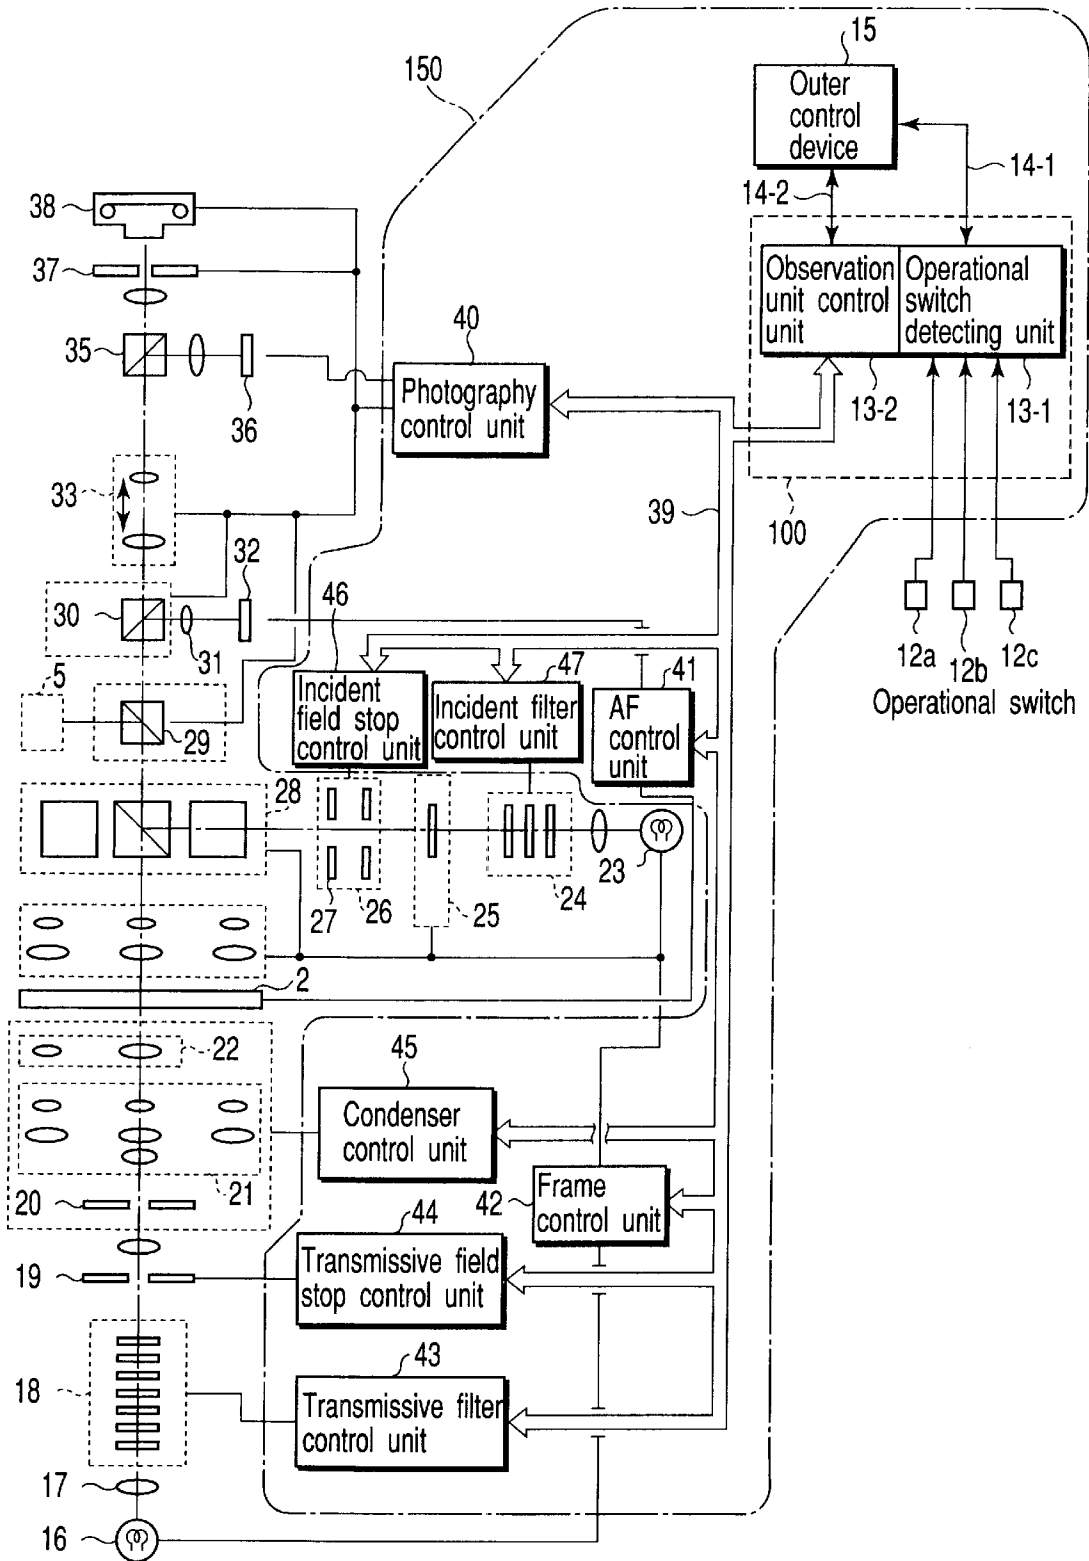 15
150
Outer
control
device
14-1
14-2
38
37
Observation
unit control
unit
Operational
switch
detecting unit
40
35
Photography
control unit
36
13-2
13-1
33
39
100
32
46
30
31
47
41
12a
12b
12c
Operational switch
5
Incident
field stop
control unit
Incident filter
control unit
AF
control
unit
29
28
23
24
27
26
25
2
22
45
Condenser
control unit
21
20
42
Frame
control unit
44
19
Transmissive field
stop control unit
43
18
Transmissive filter
control unit
17
16